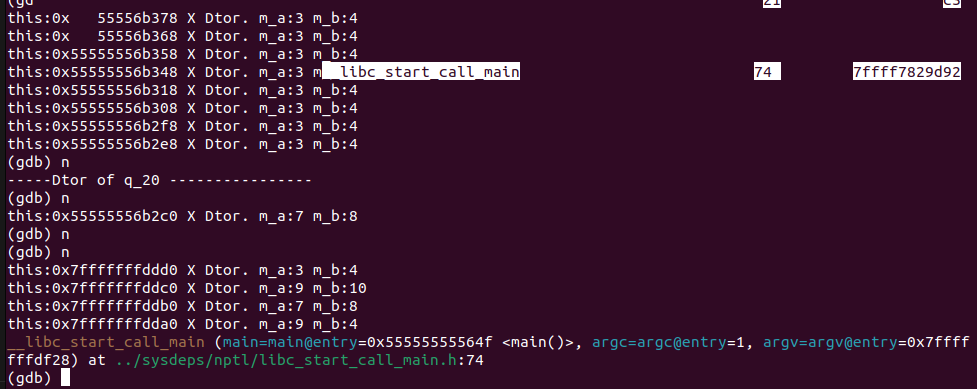 (gd 21 c3
this:0x   55556b378 X Dtor. m_a:3 m_b:4
this:0x   55556b368 X Dtor. m_a:3 m_b:4
this:0x55555556b358 X Dtor. m_a:3 m_b:4
this:0x55555556b348 X Dtor. m_a:3 m__libc_start_call_main 74 7ffff7829d92
this:0x55555556b318 X Dtor. m_a:3 m_b:4
this:0x55555556b308 X Dtor. m_a:3 m_b:4
this:0x55555556b2f8 X Dtor. m_a:3 m_b:4
this:0x55555556b2e8 X Dtor. m_a:3 m_b:4
(gdb) n
-----Dtor of q_20 ----------------
(gdb) n
this:0x55555556b2c0 X Dtor. m_a:7 m_b:8
(gdb) n
(gdb) n
this:0x7fffffffddd0 X Dtor. m_a:3 m_b:4
this:0x7fffffffddc0 X Dtor. m_a:9 m_b:10
this:0x7fffffffddb0 X Dtor. m_a:7 m_b:8
this:0x7fffffffdda0 X Dtor. m_a:9 m_b:4
__libc_start_call_main (main=main@entry=0x55555555564f <main()>, argc=argc@entry=1, argv=argv@entry=0x7ffff
fffdf28) at ../sysdeps/nptl/libc_start_call_main.h:74
(gdb)